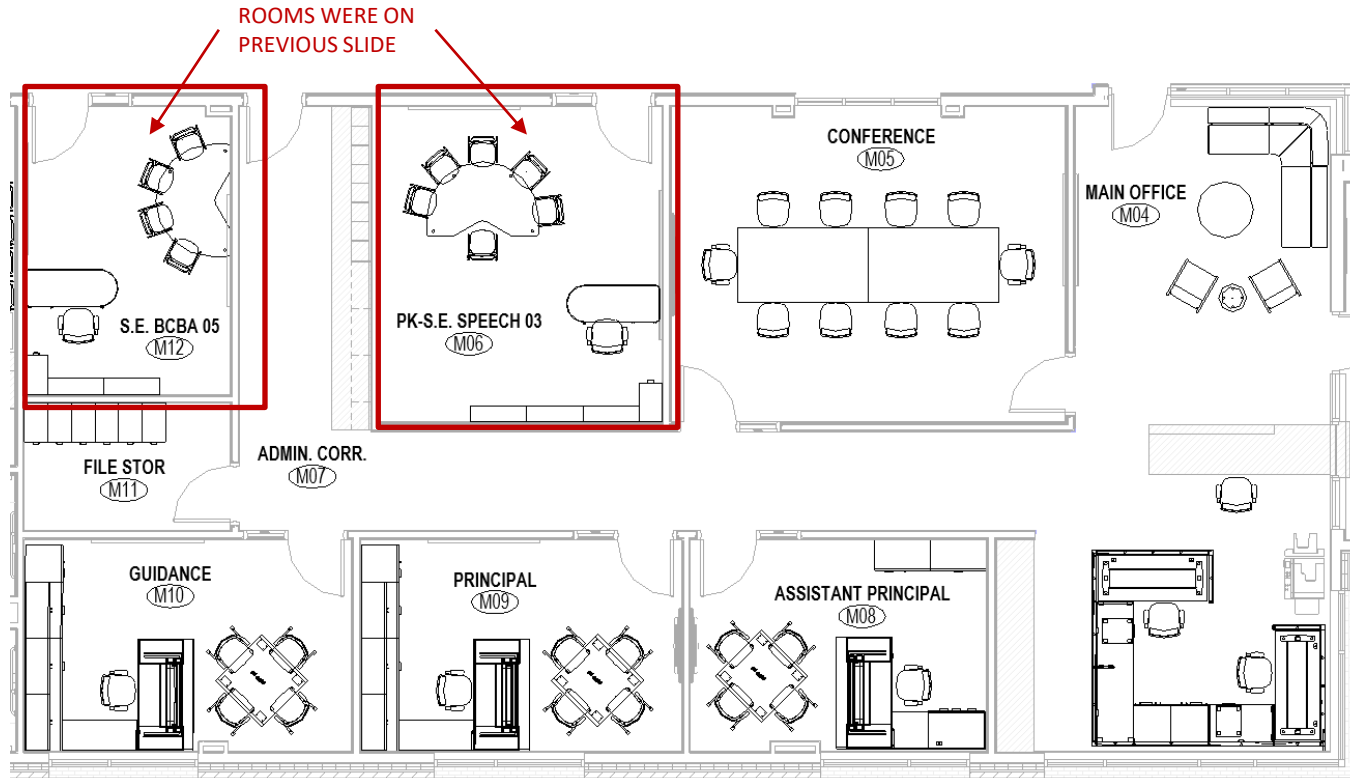 ROOMS WERE ON
PREVIOUS SLIDE
CONFERENCE
M05
MAIN OFFICE
M04
S.E. BCBA 05
M12
PK-S.E. SPEECH 03
M06
FILE STOR
M11
ADMIN. CORR.
M07
GUIDANCE
M10
PRINCIPAL
M09
ASSISTANT PRINCIPAL
M08